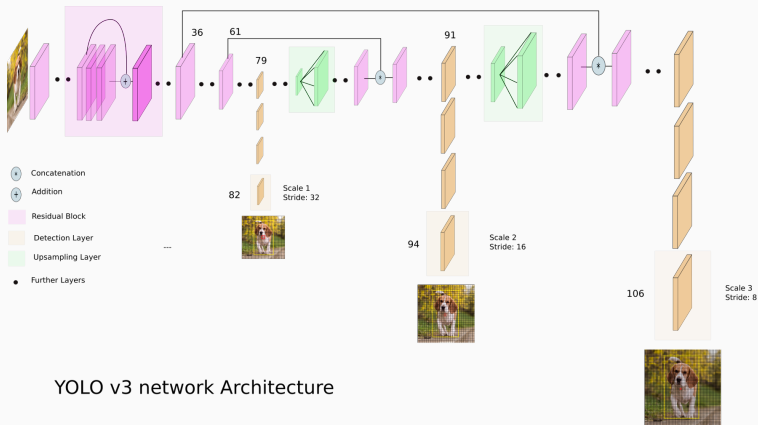 36
61
91
79
*
*
+
* Concatenation
+ Addition
Residual Block
Detection Layer
Upsampling Layer
Further Layers
...
82
Scale 1
Stride: 32
94
Scale 2
Stride: 16
106
Scale 3
Stride: 8
YOLO v3 network Architecture